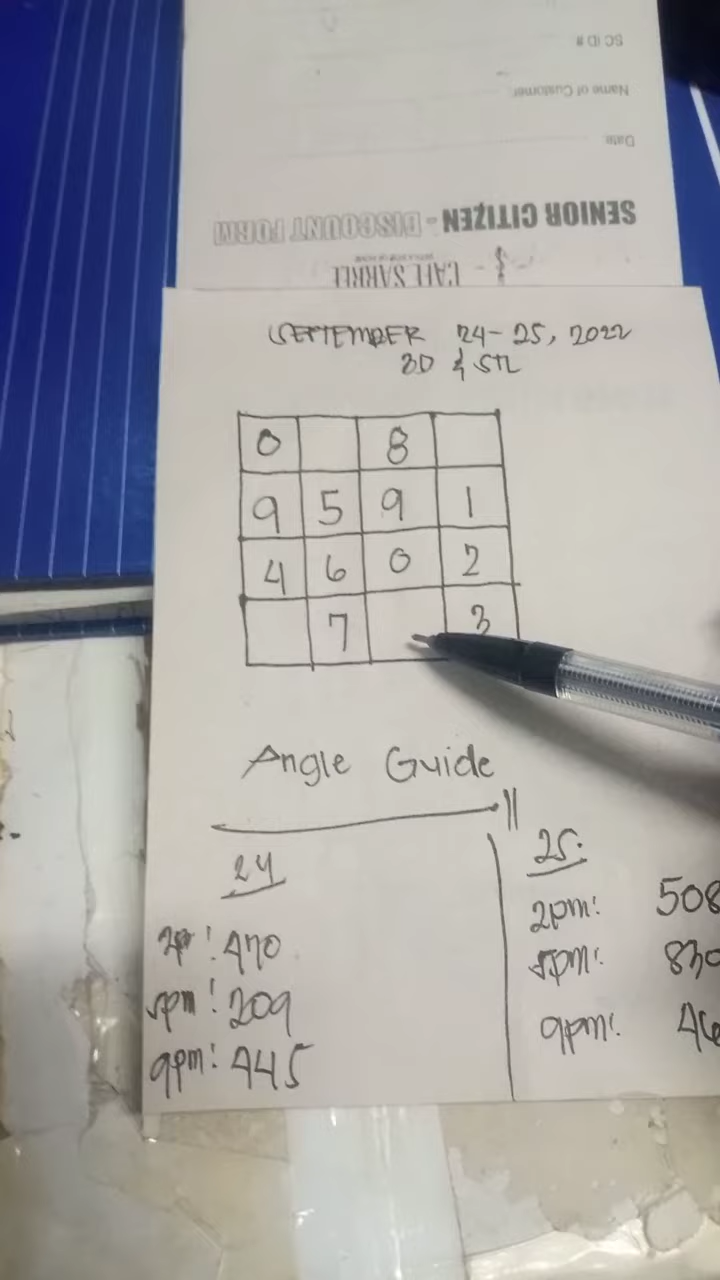 SC ID #
Name of Customer:
Date:
SENIOR CITIZEN - DISCOUNT FORM
SEPTEMBER 24-25, 2022
3D & STL
0 8
9 5 9 1
4 6 0 2
7 3
Angle Guide
24
2pm: 470
5pm: 209
9pm: 445
25:
2pm: 508
5pm: 830
9pm: 46